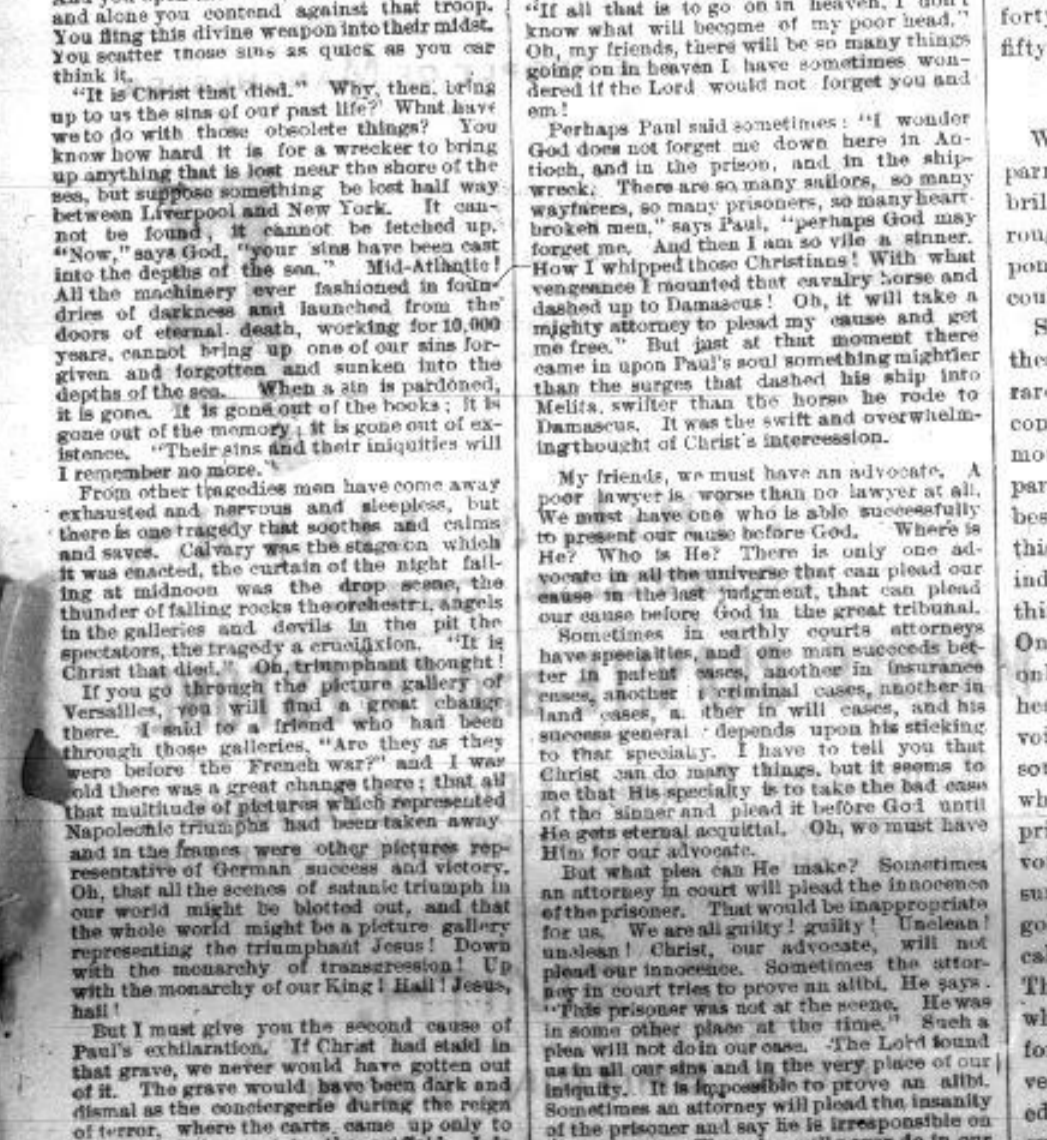 and alone you contend against that troop.
You fling this divine weapon into their midst.
You scatter those sins as quick as you car
think it.
"It is Christ that died." Why, then, bring
up to us the sins of our past life? What have
we to do with those obsolete things? You
know how hard it is for a wrecker to bring
up anything that is lost near the shore of the
sea, but suppose something be lost half way
between Liverpool and New York. It can-
not be found, it cannot be fetched up.
"Now," says God, "your sins have been cast
into the depths of the sea." Mid-Atlantic!
All the machinery ever fashioned in foun-
dries of darkness and launched from the
doors of eternal death, working for 10,000
years, cannot bring up one of our sins for-
given and forgotten and sunken into the
depths of the sea. When a sin is pardoned,
it is gone. It is gone out of the books; it is
gone out of the memory; it is gone out of ex-
istence. "Their sins and their iniquities will
I remember no more."
From other tragedies men have come away
exhausted and nervous and sleepless, but
there is one tragedy that soothes and calms
and saves. Calvary was the stage on which
it was enacted, the curtain of the night fall-
ing at midnoon was the drop scene, the
thunder of falling rocks the orchestra, angels
in the galleries and devils in the pit the
spectators, the tragedy a crucifixion. "It is
Christ that died." Oh, triumphant thought!
If you go through the picture gallery of
Versailles, you will find a great change
there. I said to a friend who had been
through those galleries, "Are they as they
were before the French war?" and I was
told there was a great change there; that all
that multitude of pictures which represented
Napoleonic triumphs had been taken away
and in the frames were other pictures rep-
resentative of German success and victory.
Oh, that all the scenes of satanic triumph in
our world might be blotted out, and that
the whole world might be a picture gallery
representing the triumphant Jesus! Down
with the monarchy of transgression! Up
with the monarchy of our King! Hail! Jesus,
hail!
But I must give you the second cause of
Paul's exhilaration. If Christ had staid in
that grave, we never would have gotten out
of it. The grave would have been dark and
dismal as the conciergerie during the reign
of terror, where the carts came up only to
"If all that is to go on in heaven, I don't
know what will become of my poor head."
Oh, my friends, there will be so many things
going on in heaven I have sometimes won-
dered if the Lord would not forget you and
em!
Perhaps Paul said sometimes: "I wonder
God does not forget me down here in An-
tioch, and in the prison, and in the ship-
wreck. There are so many sailors, so many
wayfarers, so many prisoners, so many heart-
broken men," says Paul, "perhaps God may
forget me. And then I am so vile a sinner.
How I whipped those Christians! With what
vengeance I mounted that cavalry horse and
dashed up to Damascus! Oh, it will take a
mighty attorney to plead my cause and get
me free." But just at that moment there
came in upon Paul's soul something mightier
than the surges that dashed his ship into
Melita, swifter than the horse he rode to
Damascus. It was the swift and overwhelm-
ing thought of Christ's intercession.
My friends, we must have an advocate. A
poor lawyer is worse than no lawyer at all.
We must have one who is able successfully
to present our cause before God. Where is
He? Who is He? There is only one ad-
vocate in all the universe that can plead our
cause in the last judgment, that can plead
our cause before God in the great tribunal.
Sometimes in earthly courts attorneys
have specialties, and one man succeeds bet-
ter in patent cases, another in insurance
cases, another criminal cases, another in
land cases, a ther in will cases, and his
success general depends upon his sticking
to that specialty. I have to tell you that
Christ can do many things, but it seems to
me that His specialty is to take the bad case
of the sinner and plead it before God until
He gets eternal acquittal. Oh, we must have
Him for our advocate.
But what plea can He make? Sometimes
an attorney in court will plead the innocence
of the prisoner. That would be inappropriate
for us. We are all guilty! guilty! Unclean!
unclean! Christ, our advocate, will not
plead our innocence. Sometimes the attor-
ney in court tries to prove an alibi. He says.
"This prisoner was not at the scene. He was
in some other place at the time." Such a
plea will not do in our case. The Lord found
us in all our sins and in the very place of our
iniquity. It is impossible to prove an alibi.
Sometimes an attorney will plead the insanity
of the prisoner and say he is irresponsible on
forty
fifty